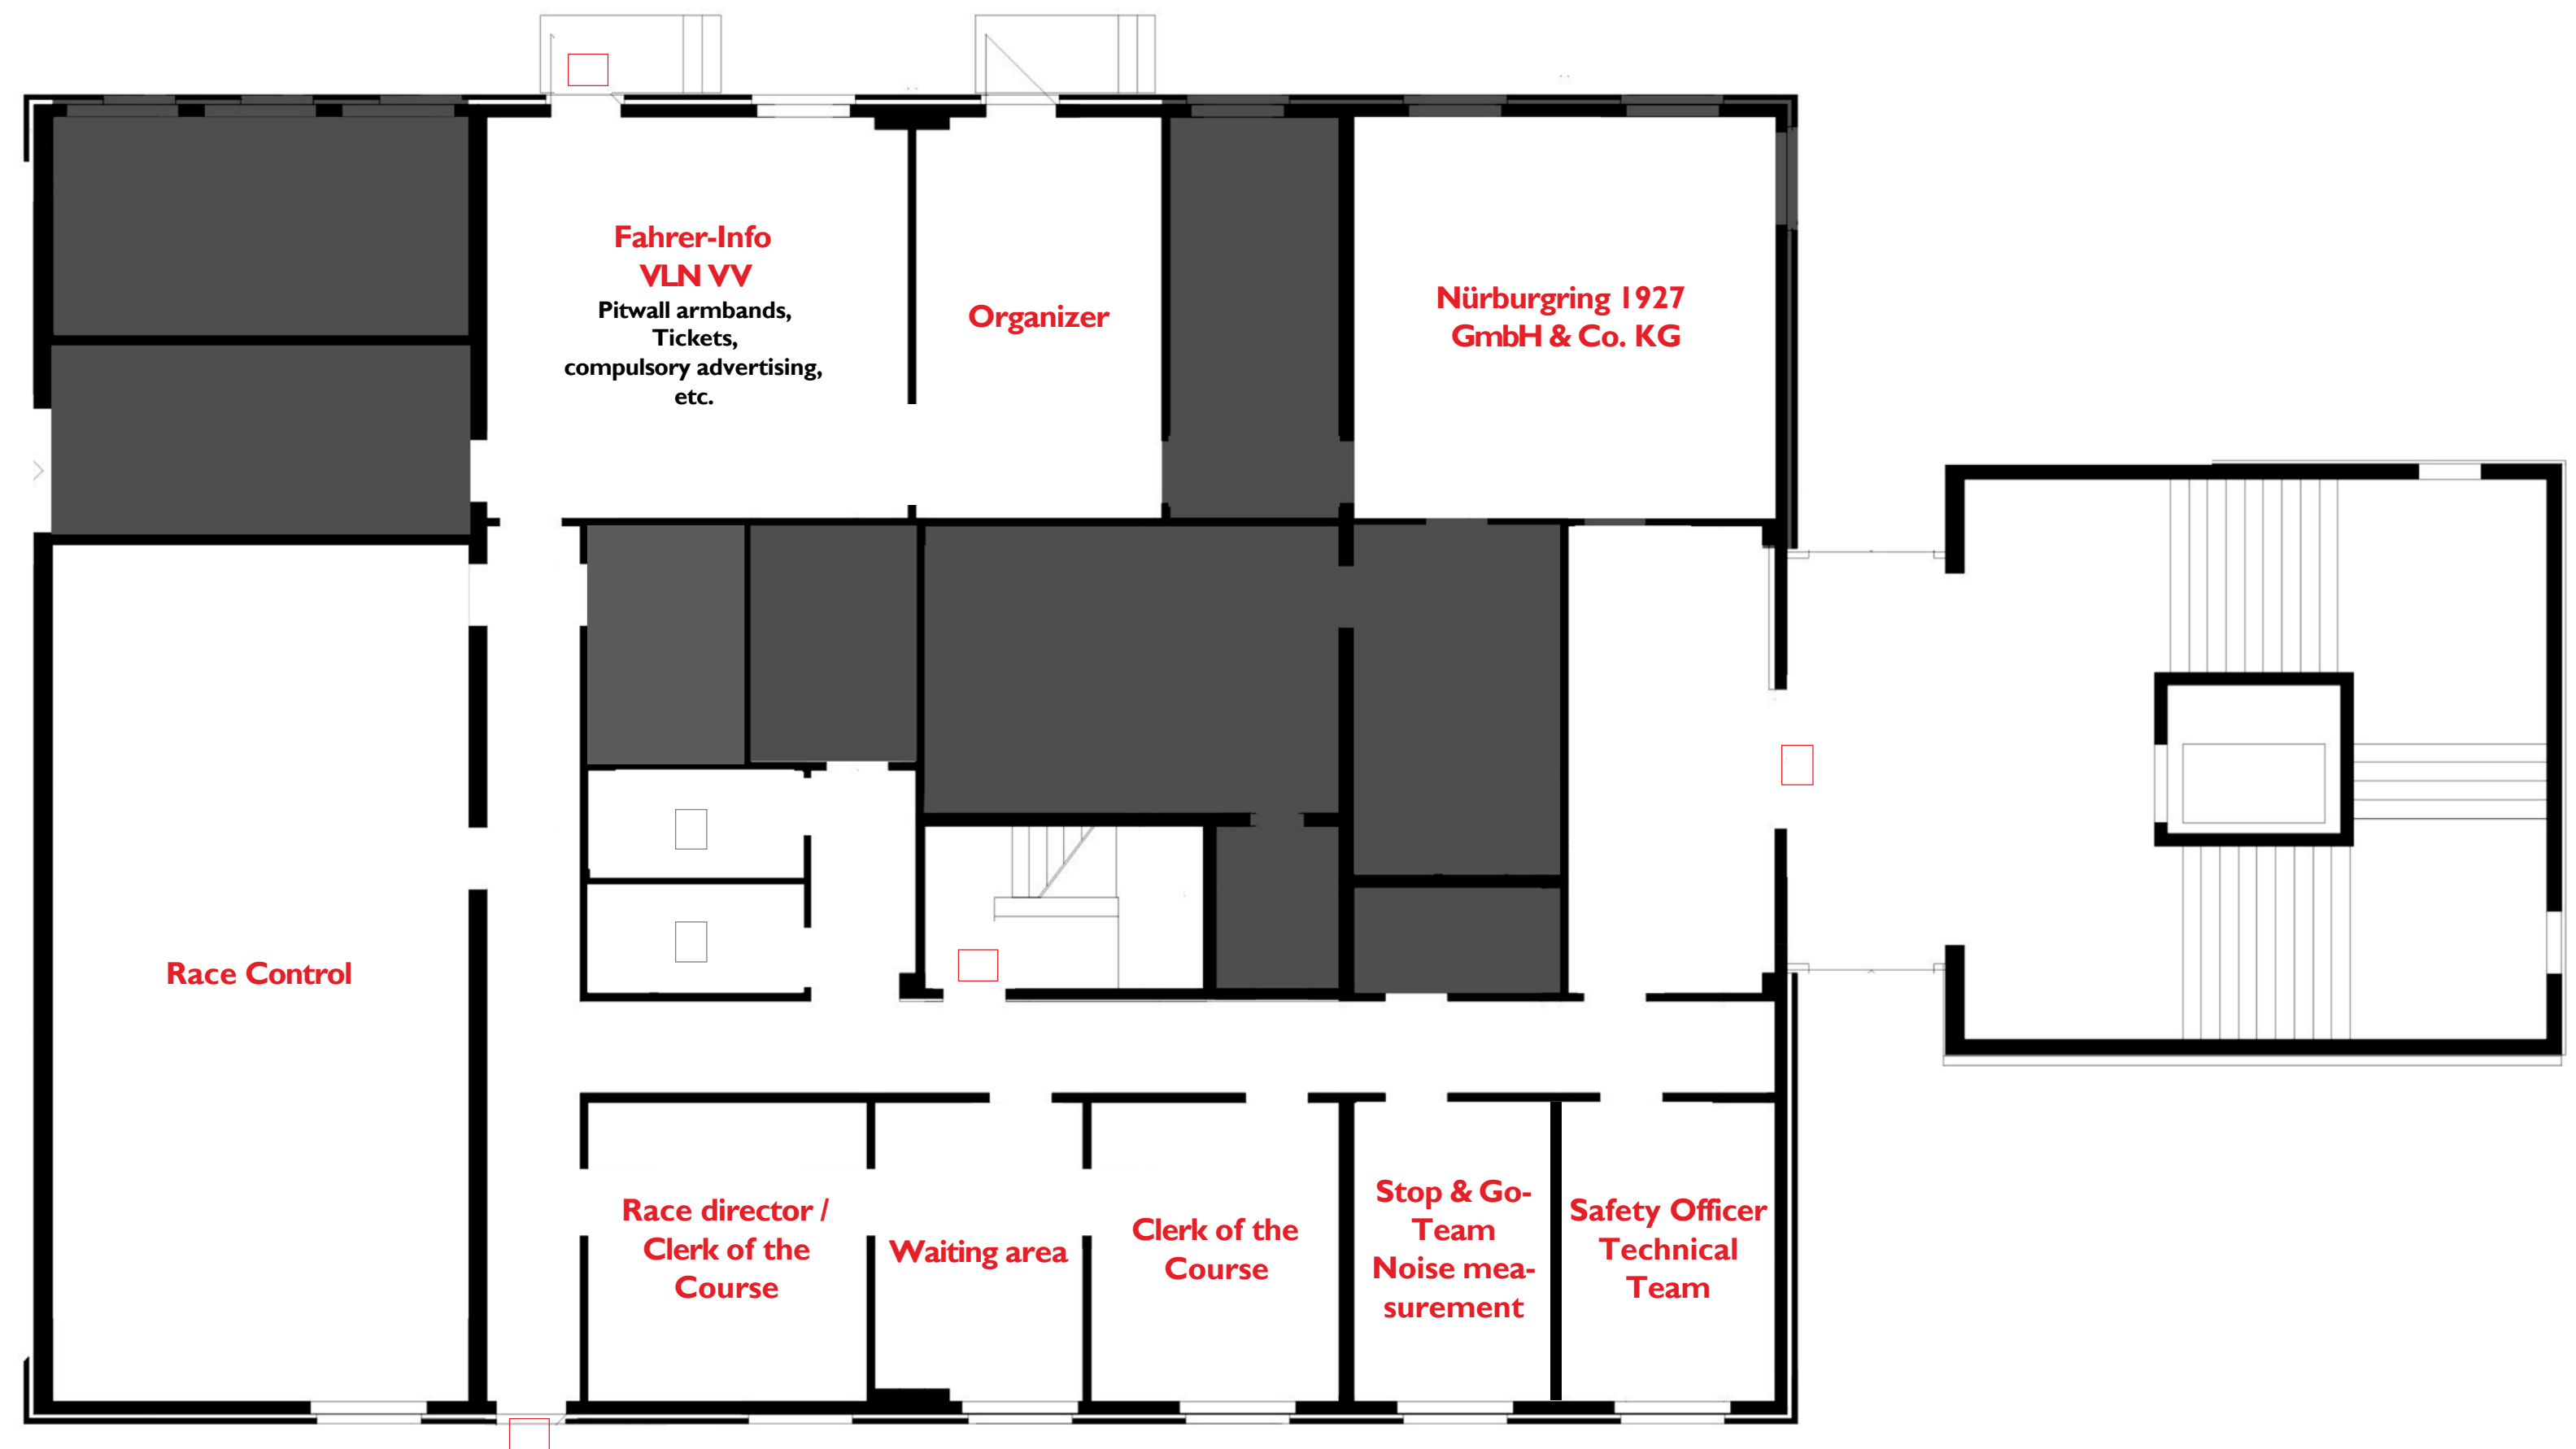 Fahrer-Info
VLN VV
Pitwall armbands,
Tickets,
compulsory advertising,
etc.
Organizer
Nürburgring 1927
GmbH & Co. KG
Race Control
Race director /
Clerk of the
Course
Waiting area
Clerk of the
Course
Stop & Go-
Team
Noise mea-
surement
Safety Officer
Technical
Team